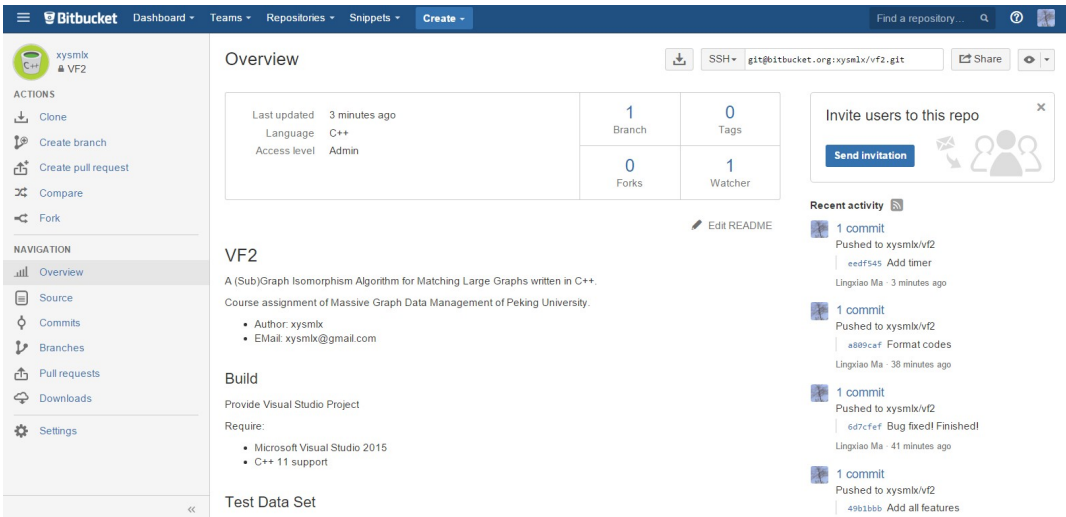 Bitbucket Dashboard Teams Repositories Snippets Create Find a repository...
C++
xysmlx
VF2
ACTIONS
Clone
Create branch
Create pull request
Compare
Fork
NAVIGATION
Overview
Source
Commits
Branches
Pull requests
Downloads
Settings
«
Overview
SSH git@bitbucket.org:xysmlx/vf2.git Share
Last updated 3 minutes ago
Language C++
Access level Admin
1 Branch
0 Tags
0 Forks
1 Watcher
Edit README
VF2
A (Sub)Graph Isomorphism Algorithm for Matching Large Graphs written in C++.
Course assignment of Massive Graph Data Management of Peking University.
• Author: xysmlx
• EMail: xysmlx@gmail.com
Build
Provide Visual Studio Project
Require:
• Microsoft Visual Studio 2015
• C++ 11 support
Test Data Set
Invite users to this repo ×
Send invitation
Recent activity
1 commit
Pushed to xysmlx/vf2
eedf545 Add timer
Lingxiao Ma · 3 minutes ago
1 commit
Pushed to xysmlx/vf2
a809caf Format codes
Lingxiao Ma · 38 minutes ago
1 commit
Pushed to xysmlx/vf2
6d7cfef Bug fixed! Finished!
Lingxiao Ma · 41 minutes ago
1 commit
Pushed to xysmlx/vf2
49b1bbb Add all features